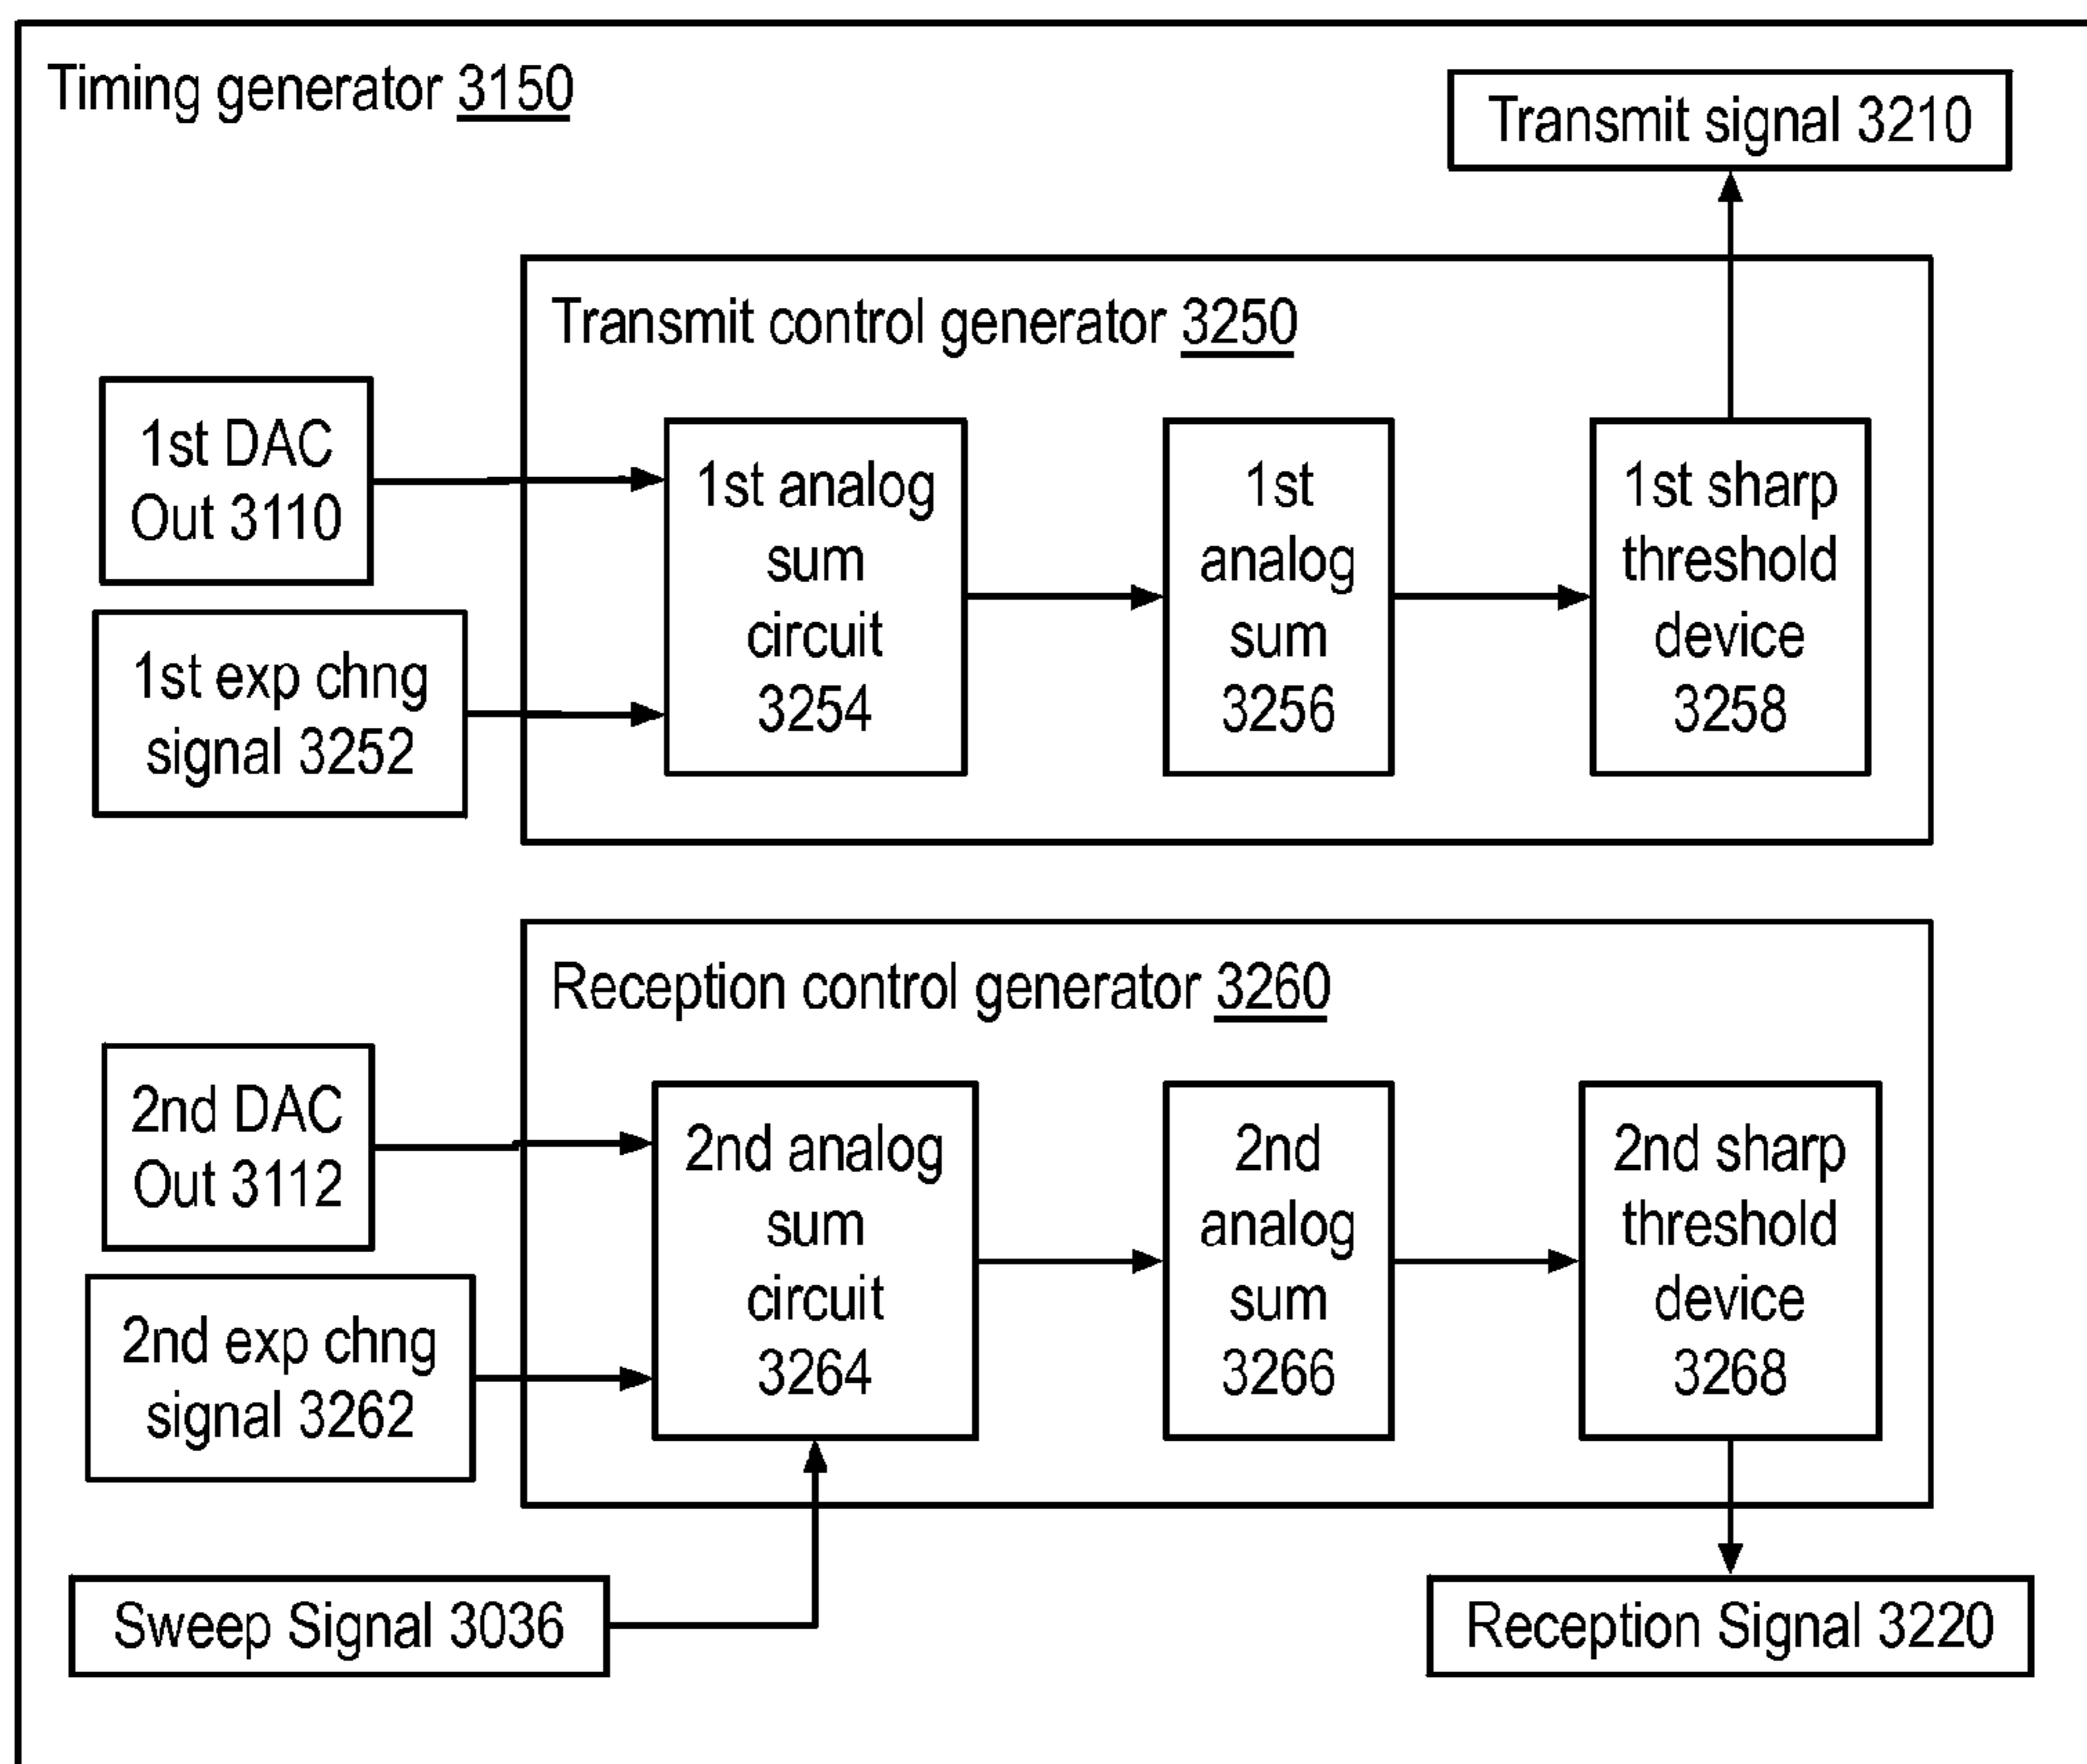 Timing generator 3150
Transmit signal 3210
Transmit control generator 3250
1st DAC
Out 3110
1st exp chng
signal 3252
1st analog
sum
circuit
3254
1st
analog
sum
3256
1st sharp
threshold
device
3258
Reception control generator 3260
2nd DAC
Out 3112
2nd exp chng
signal 3262
2nd analog
sum
circuit
3264
2nd
analog
sum
3266
2nd sharp
threshold
device
3268
Sweep Signal 3036
Reception Signal 3220